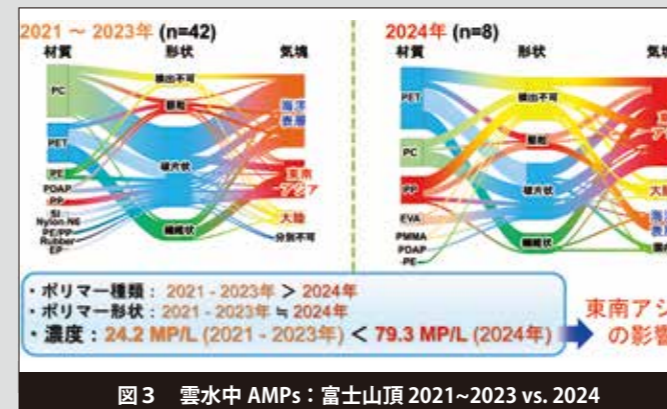 2021 ~ 2023年 (n=42)
材質 形状 気塊
PC
PET
PE
PDAP
PP
SI
Nylon-N6
PE/PP
Rubber
EP
検出不可
顆粒
破片状
繊維状
海洋
表層
東南
アジア
大陸
分別不可
2024年 (n=8)
材質 形状 気塊
PET
PC
PP
EVA
PMMA
PDAP
PE
検出不可
顆粒
破片状
繊維状
・ポリマー種類: 2021 - 2023年 > 2024年
・ポリマー形状: 2021 - 2023年 ≒ 2024年
・濃度: 24.2 MP/L (2021 - 2023年) < 79.3 MP/L (2024年)
東南アジ
の影響
図3 雲水中 AMPs:富士山頂 2021~2023 vs. 2024